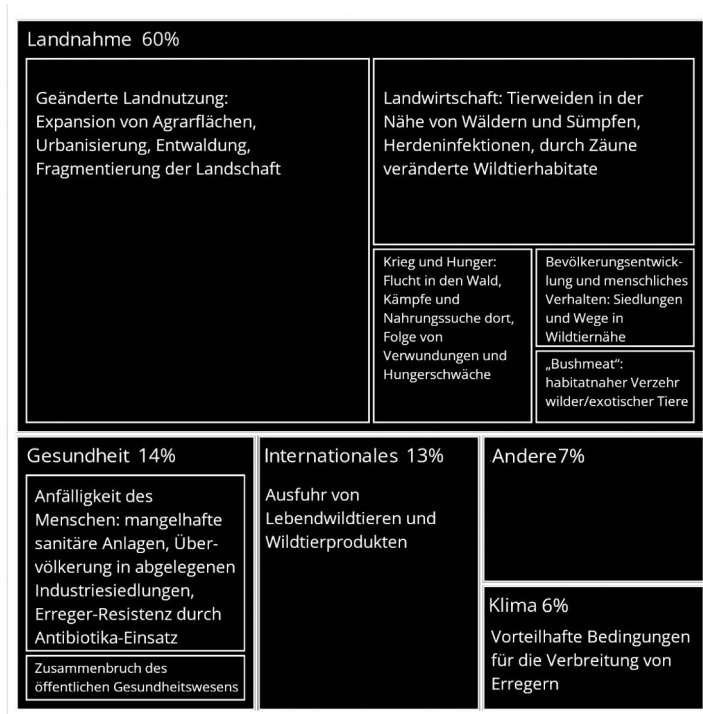 Landnahme 60%
Geänderte Landnutzung:
Expansion von Agrarflächen,
Urbanisierung, Entwaldung,
Fragmentierung der Landschaft
Landwirtschaft: Tierweiden in der
Nähe von Wäldern und Sümpfen,
Herdeninfektionen, durch Zäune
veränderte Wildtierhabitate
Krieg und Hunger:
Flucht in den Wald,
Kämpfe und
Nahrungssuche dort,
Folge von
Verwundungen und
Hungerschwäche
Bevölkerungsentwick-
lung und menschliches
Verhalten: Siedlungen
und Wege in
Wildtiernähe
„Bushmeat“:
habitatnaher Verzehr
wilder/exotischer Tiere
Gesundheit 14%
Anfälligkeit des
Menschen: mangelhafte
sanitäre Anlagen, Über-
völkerung in abgelegenen
Industriesiedlungen,
Erreger-Resistenz durch
Antibiotika-Einsatz
Zusammenbruch des
öffentlichen Gesundheitswesens
Internationales 13%
Ausfuhr von
Lebendwildtieren und
Wildtierprodukten
Andere7%
Klima 6%
Vorteilhafte Bedingungen
für die Verbreitung von
Erregern